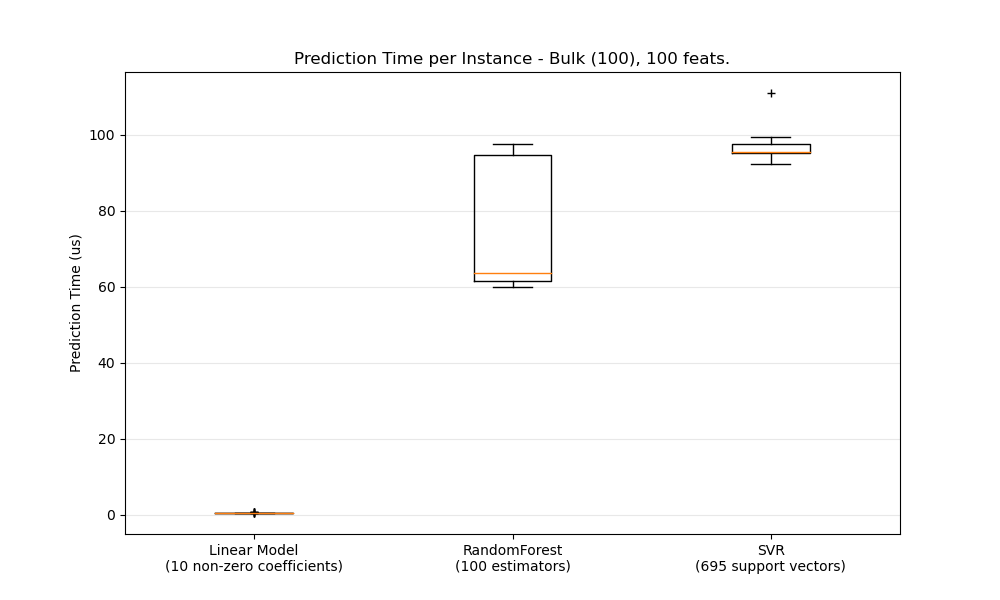 Prediction Time per Instance - Bulk (100), 100 feats.
Prediction Time (us)
100
80
60
40
20
0
Linear Model
(10 non-zero coefficients)
RandomForest
(100 estimators)
SVR
(695 support vectors)